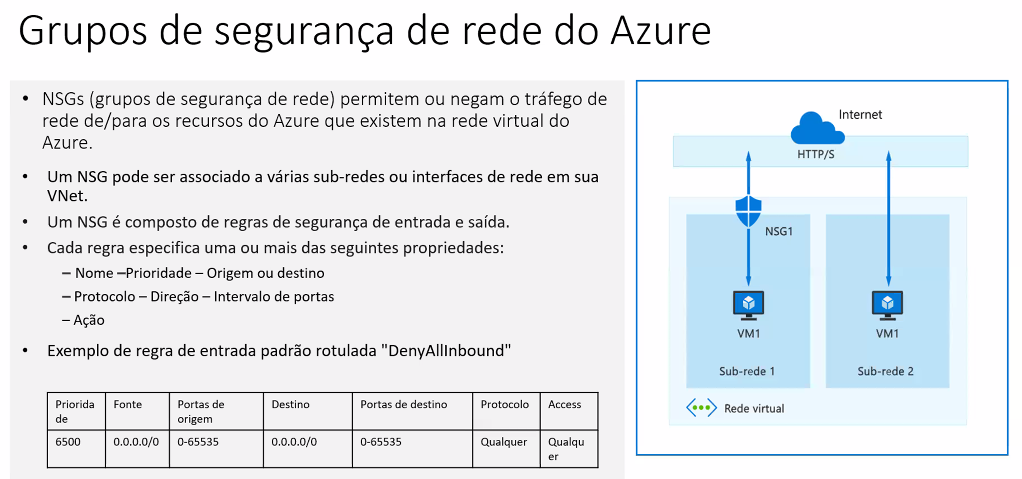 Grupos de segurança de rede do Azure
• NSGs (grupos de segurança de rede) permitem ou negam o tráfego de
rede de/para os recursos do Azure que existem na rede virtual do
Azure.
• Um NSG pode ser associado a várias sub-redes ou interfaces de rede em sua
VNet.
• Um NSG é composto de regras de segurança de entrada e saída.
• Cada regra especifica uma ou mais das seguintes propriedades:
– Nome –Prioridade – Origem ou destino
– Protocolo – Direção – Intervalo de portas
– Ação
• Exemplo de regra de entrada padrão rotulada "DenyAllInbound"
Priorida
de
Fonte
Portas de
origem
Destino
Portas de destino
Protocolo
Access
6500
0.0.0.0/0
0-65535
0.0.0.0/0
0-65535
Qualquer
Qualqu
er
Internet
HTTP/S
NSG1
VM1
VM1
Sub-rede 1
Sub-rede 2
Rede virtual